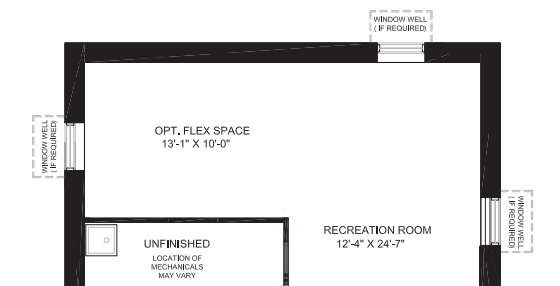 WINDOW WELL
( IF REQUIRED)
OPT. FLEX SPACE
13'-1" X 10'-0"
WINDOW WELL
( IF REQUIRED)
RECREATION ROOM
12'-4" X 24'-7"
WINDOW WELL
(IF REQUIRED)
UNFINISHED
LOCATION OF
MECHANICALS
MAY VARY